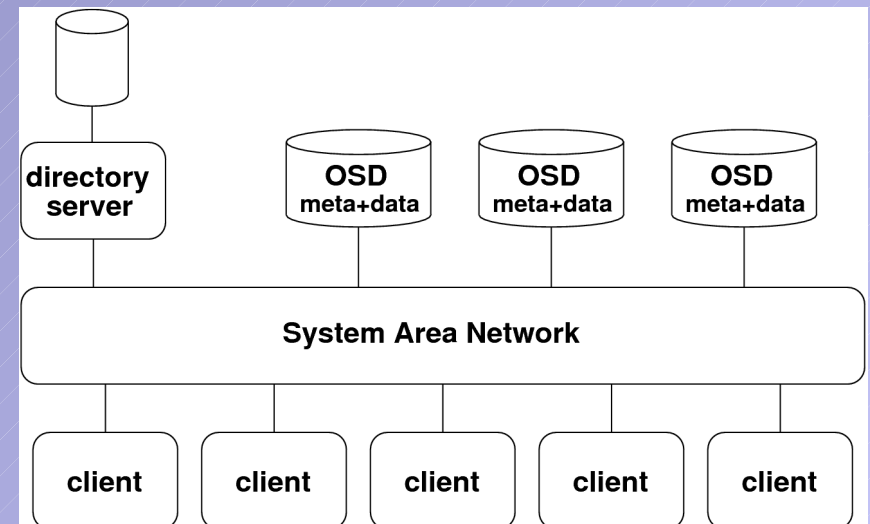 directory
server
OSD
meta+data
OSD
meta+data
OSD
meta+data
System Area Network
client
client
client
client
client